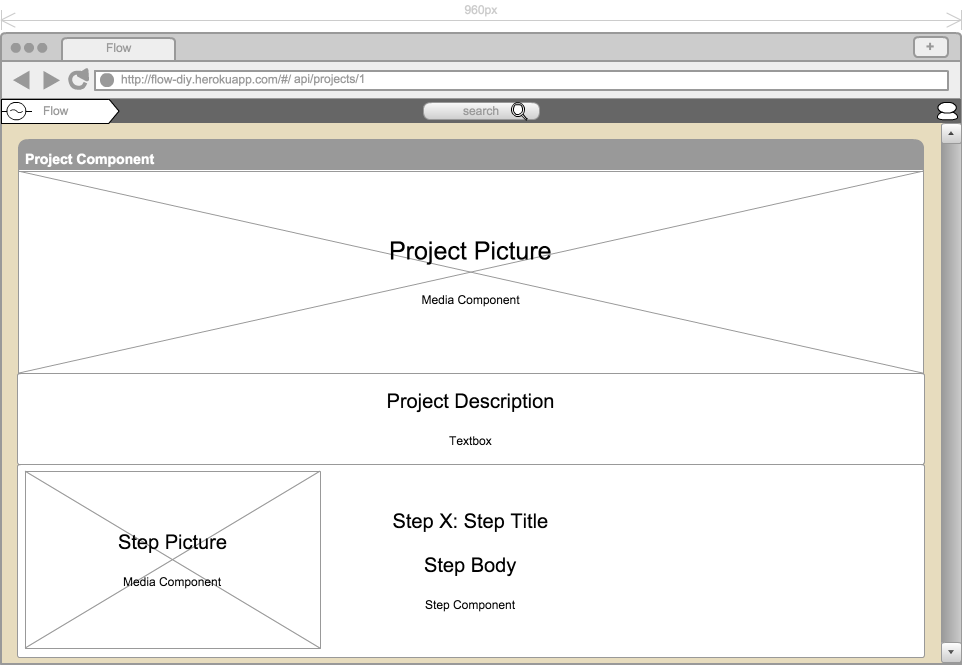 960px
Flow
+
http://flow-diy.herokuapp.com/#/ api/projects/1
Flow
search
Project Component
Project Picture
Media Component
Project Description
Textbox
Step Picture
Media Component
Step X: Step Title
Step Body
Step Component